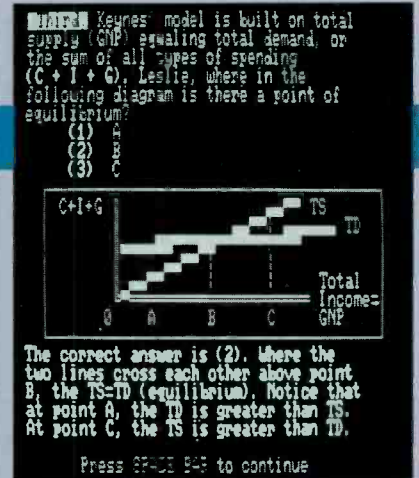 Keynes' model is built on total
supply (GNP) equaling total demand, or
the sum of all types of spending
(C + I + G). Leslie, where in the
following diagram is there a point of
equilibrium?
(1) A
(2) B
(3) C
C+I+G
TS
TD
Total
Income=
GNP
0 A B C
The correct answer is (2). Where the
two lines cross each other above point
B, the TS=TD (equilibrium). Notice that
at point A, the TD is greater than TS.
At point C, the TS is greater than TD.
Press SPACE BAR to continue